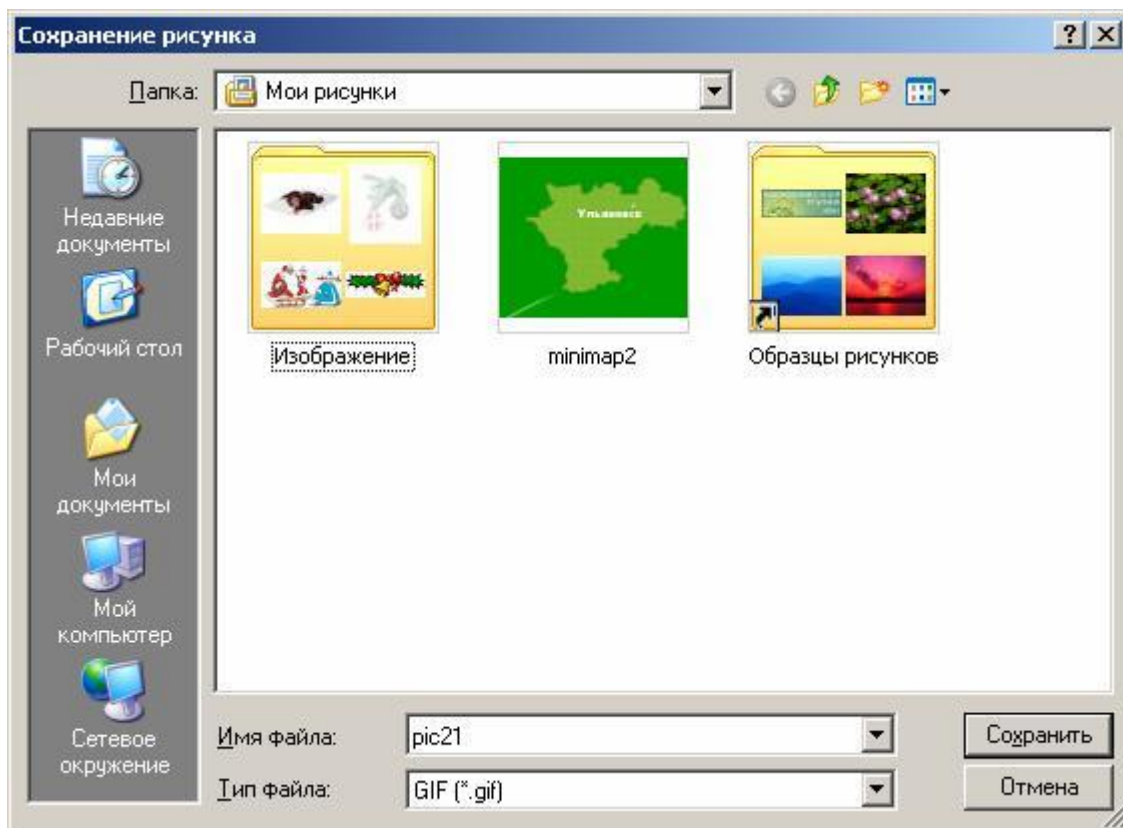 Сохранение рисунка
Папка:
Мои рисунки
Недавние
документы
Рабочий стол
Мои
документы
Мой
компьютер
Сетевое
окружение
Ульяновск
Изображение
minimap2
Образцы рисунков
Имя файла:
pic21
Сохранить
Тип файла:
GIF (*.gif)
Отмена